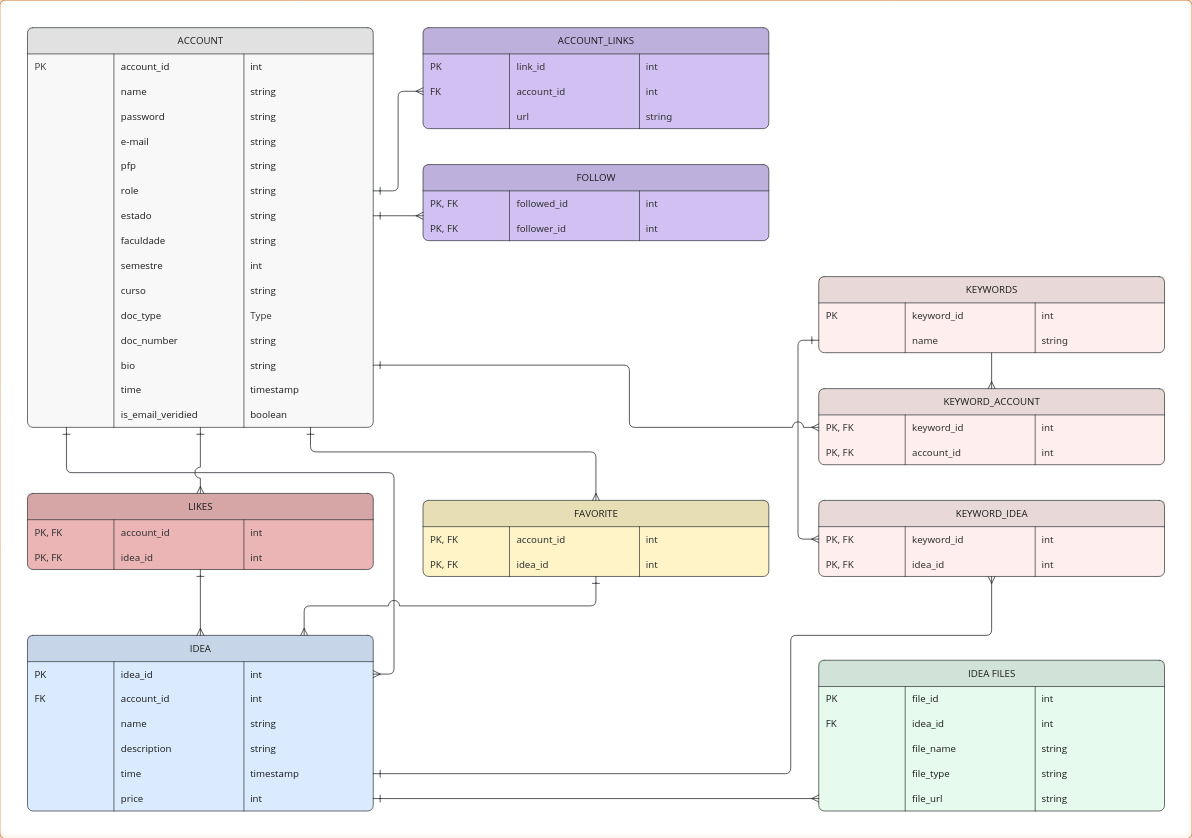 ACCOUNT
PK account_id int
name string
password string
e-mail string
pfp string
role string
estado string
faculdade string
semestre int
curso string
doc_type Type
doc_number string
bio string
time timestamp
is_email_veridied boolean
ACCOUNT_LINKS
PK link_id int
FK account_id int
url string
FOLLOW
PK, FK followed_id int
PK, FK follower_id int
KEYWORDS
PK keyword_id int
name string
KEYWORD_ACCOUNT
PK, FK keyword_id int
PK, FK account_id int
LIKES
PK, FK account_id int
PK, FK idea_id int
FAVORITE
PK, FK account_id int
PK, FK idea_id int
KEYWORD_IDEA
PK, FK keyword_id int
PK, FK idea_id int
IDEA
PK idea_id int
FK account_id int
name string
description string
time timestamp
price int
IDEA FILES
PK file_id int
FK idea_id int
file_name string
file_type string
file_url string